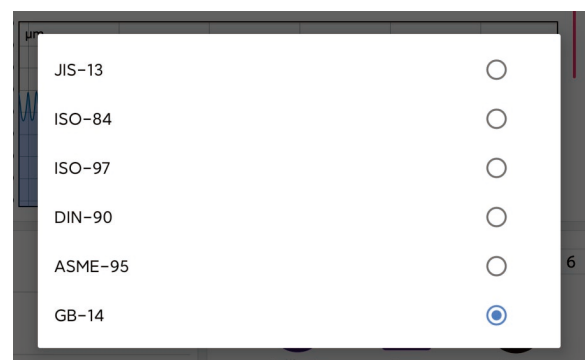 µm
JIS-13
ISO-84
ISO-97
DIN-90
ASME-95
6
GB-14